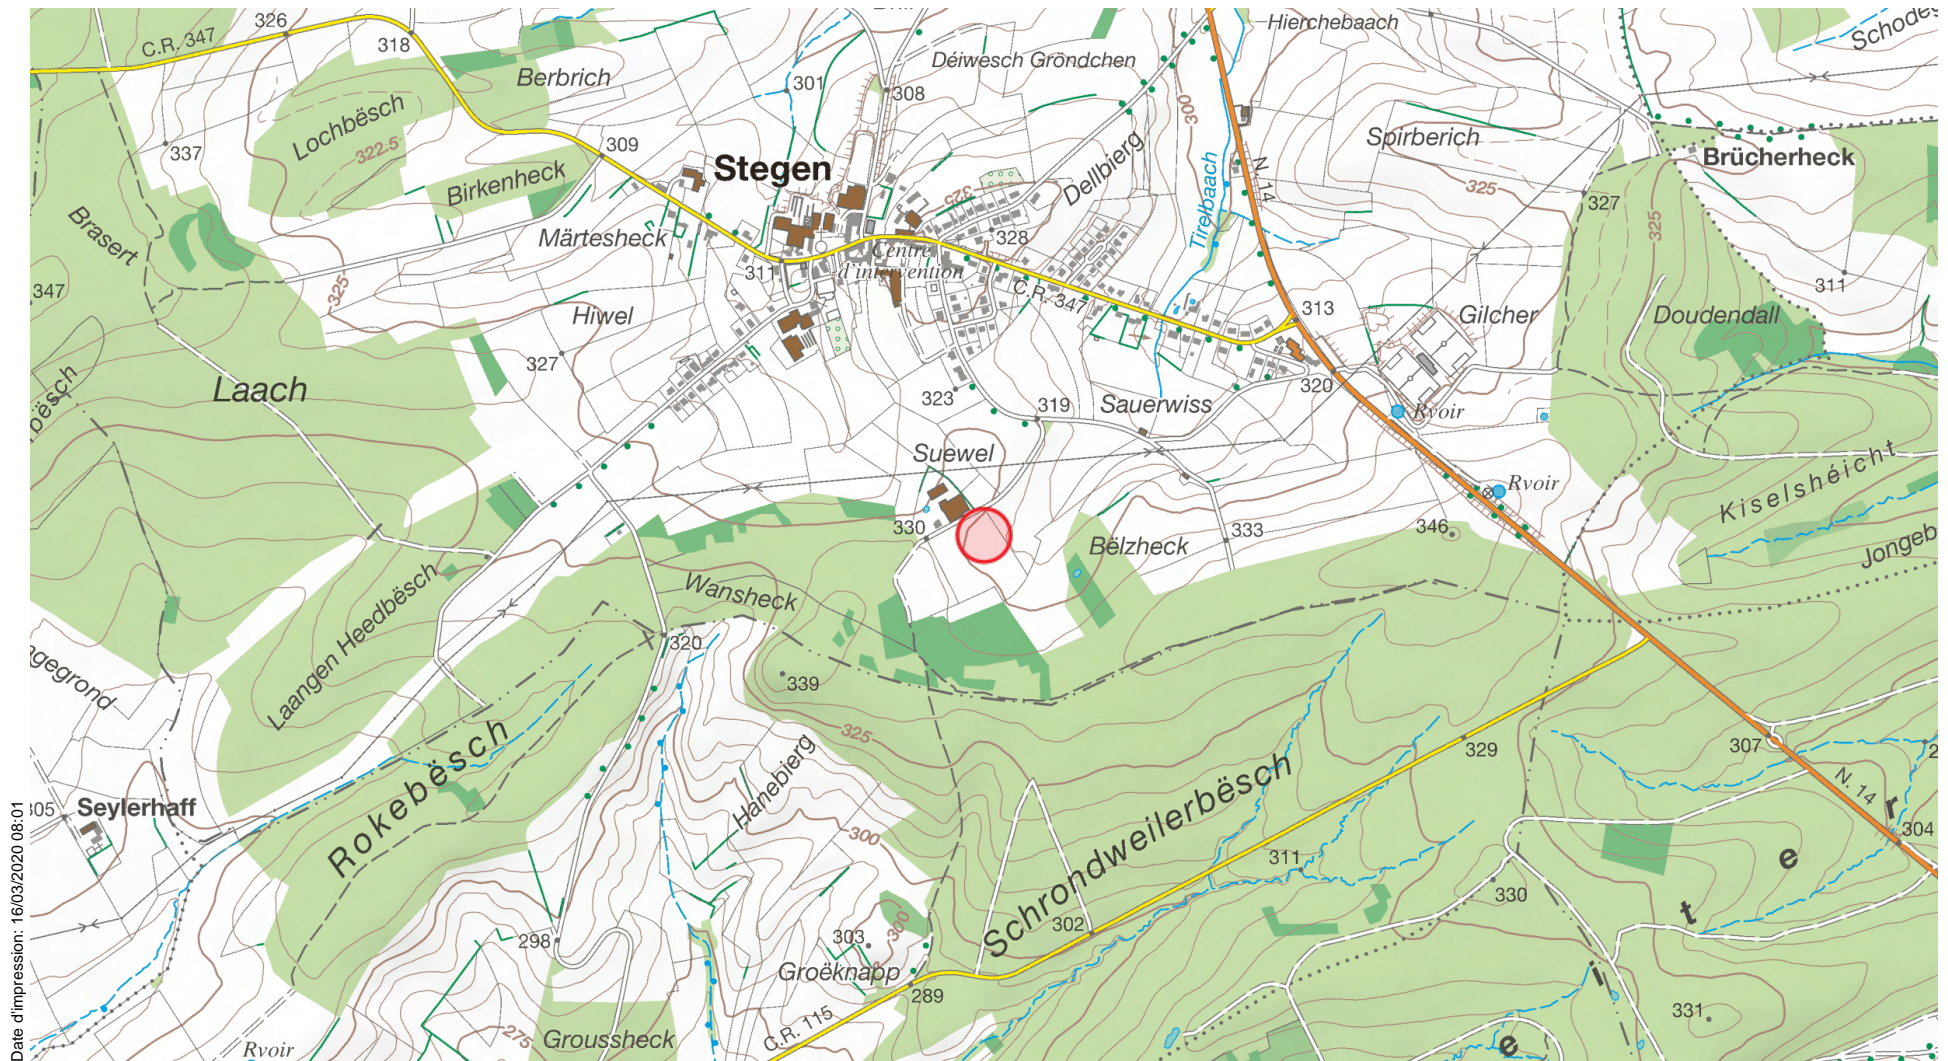 326
C.R. 347
318
Hierchebaach
Berbrich
301
308
Déiwesch Gröndchen
300
Lochbësch
322.5
337
309
Birkenheck
Stegen
325
Dellbierg
N. 14
Tirelbaach
Spirberich
325
Brücherheck
327
325
Brasert
Märtesheck
328
Centre
d'intervention
311
347
325
Hiwel
C.R. 347
313
Gilcher
311
Doudendall
327
Laach
323
319
Sauerwiss
320
Rvoir
Suewel
Rvoir
Kiselshéicht
330
Bëlzheck
333
346
Wansheck
Laangen Heedbësch
320
339
325
Rokebësch
Hanebierg
300
329
307
N. 14
304
305
Seylerhaff
Schrondweilerbësch
311
330
302
298
303
300
Groëknapp
289
331
275
Groussheck
C.R. 115
Rvoir
r
e
t
i
e
Date d'impression: 16/03/2020 08:01